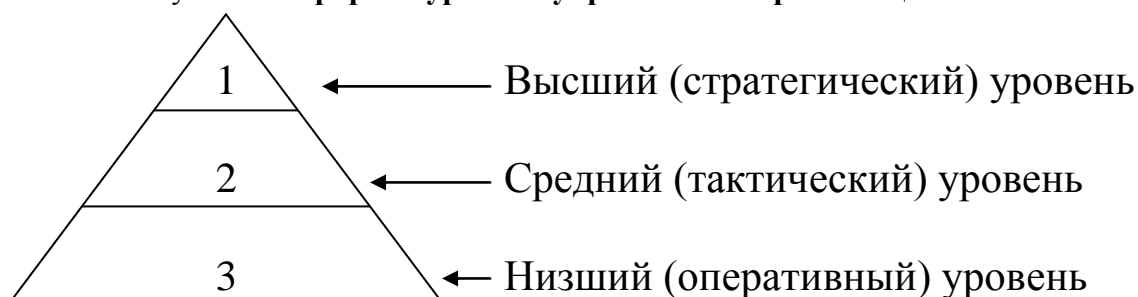 1 Высший (стратегический) уровень
2 Средний (тактический) уровень
3 Низший (оперативный) уровень